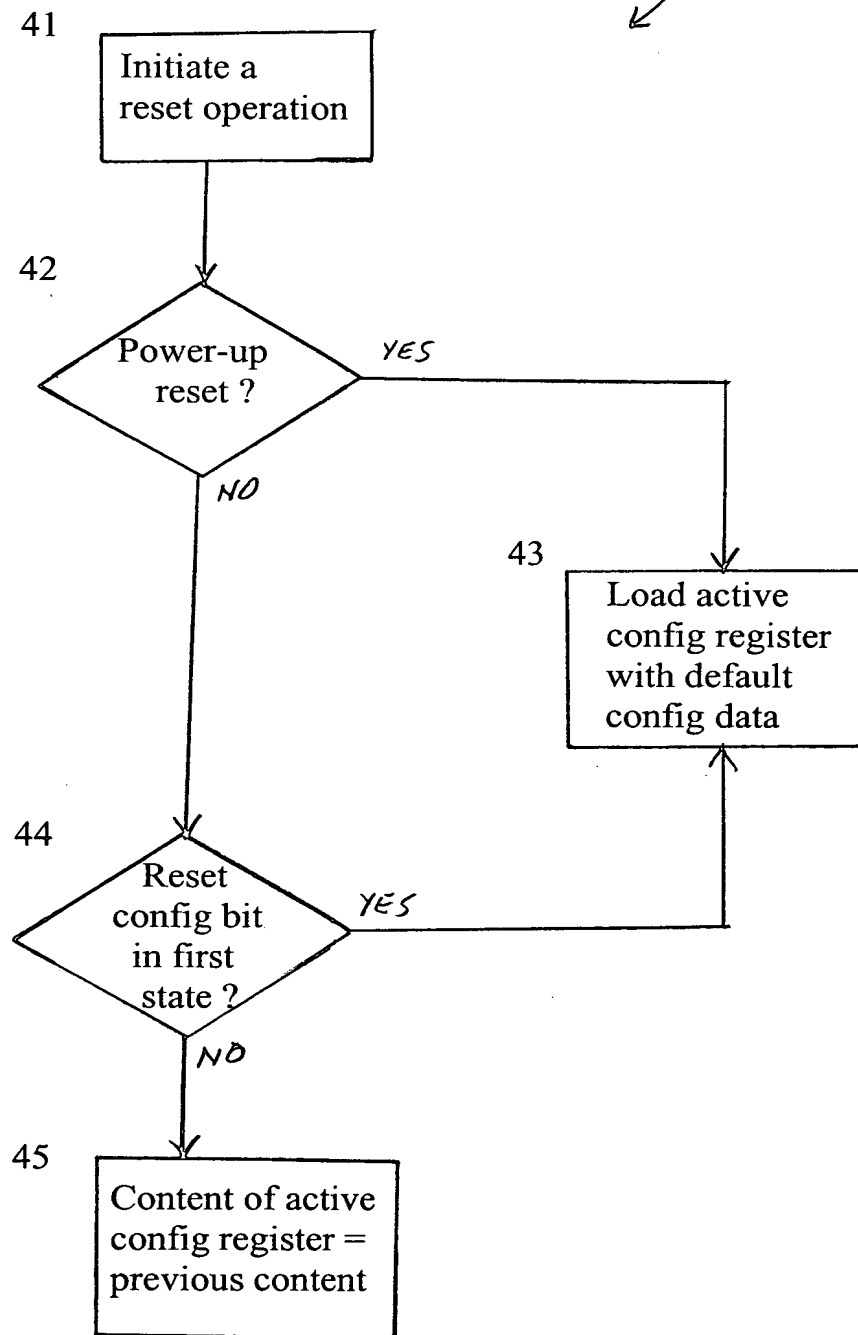 41
Initiate a
reset operation
42
Power-up
reset ?
YES
NO
43
Load active
config register
with default
config data
44
Reset
config bit
in first
state ?
YES
NO
45
Content of active
config register =
previous content